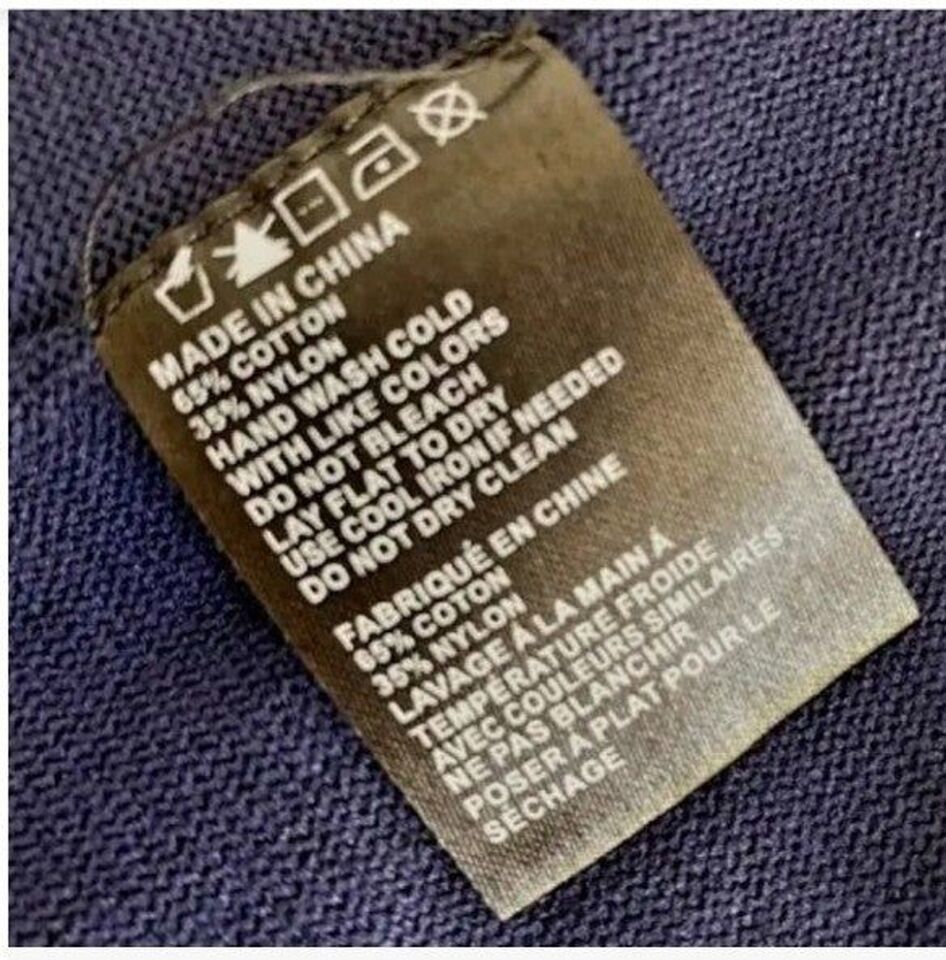 MADE IN CHINA
65% COTTON
35% NYLON
HAND WASH COLD
WITH LIKE COLORS
DO NOT BLEACH
LAY FLAT TO DRY
USE COOL IRON IF NEEDED
DO NOT DRY CLEAN
FABRIQUÉ EN CHINE
65% COTON
35% NYLON
LAVAGE À LA MAIN À
TEMPÉRATURE FROIDE
AVEC COULEURS SIMILAIRES
NE PAS BLANCHIR
POSER A PLAT POUR LE
SÉCHAGE